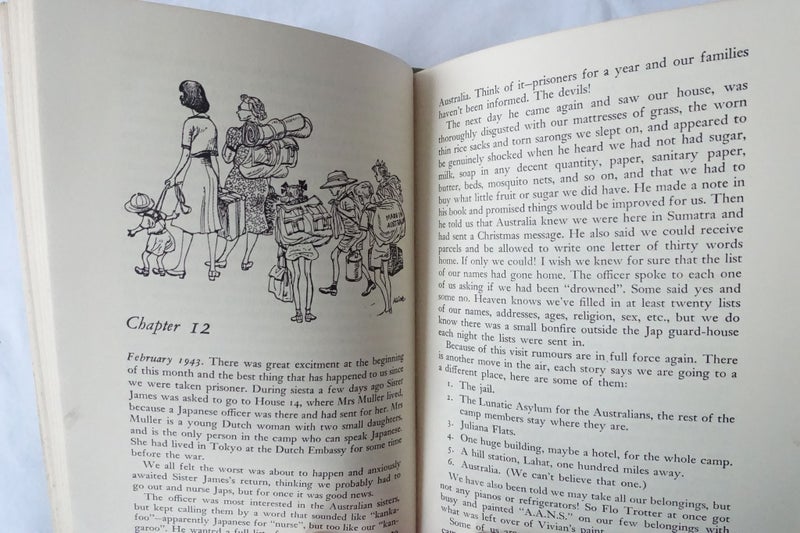 MADE IN
AUSTRALIA
Chapter 12
February 1943. There was great excitment at the beginning
of this month and the best thing that has happened to us since
we were taken prisoner. During siesta a few days ago Sister
James was asked to go to House 14, where Mrs Muller lived,
because a Japanese officer was there and had sent for her. Mrs
Muller is a young Dutch woman with two small daughters,
and is the only person in the camp who can speak Japanese.
She had lived in Tokyo at the Dutch Embassy for some time
before the war.
We all felt the worst was about to happen and anxiously
awaited Sister James's return, thinking we probably had to
go out and nurse Japs, but for once it was good news.
The officer was most interested in the Australian sisters,
but kept calling them by a word that sounded like "kanka-
foo"—apparently Japanese for "nurse", but too like our "kan-
garoo". He wanted a full
Australia. Think of it—prisoners for a year and our families
haven't been informed. The devils!
The next day he came again and saw our house, was
thoroughly disgusted with our mattresses of grass, the worn
thin rice sacks and torn sarongs we slept on, and appeared to
be genuinely shocked when he heard we had not had sugar,
milk, soap in any decent quantity, paper, sanitary paper,
butter, beds, mosquito nets, and so on, and that we had to
buy what little fruit or sugar we did have. He made a note in
his book and promised things would be improved for us. Then
he told us that Australia knew we were here in Sumatra and
had sent a Christmas message. He also said we could receive
parcels and be allowed to write one letter of thirty words
home. If only we could! I wish we knew for sure that the list
of our names had gone home. The officer spoke to each one
of us asking if we had been "drowned". Some said yes and
some no. Heaven knows we've filled in at least twenty lists
of our names, addresses, ages, religion, sex, etc., but we do
know there was a small bonfire outside the Jap guard-house
each night the lists were sent in.
Because of this visit rumours are in full force again. There
is another move in the air, each story says we are going to a
a different place, here are some of them:
1. The jail.
2. The Lunatic Asylum for the Australians, the rest of the
camp members stay where they are.
3. Juliana Flats.
4. One huge building, maybe a hotel, for the whole camp.
5. A hill station, Lahat, one hundred miles away.
6. Australia. (We can't believe that one.)
We have also been told we may take all our belongings, but
not any pianos or refrigerators! So Flo Trotter at once got
busy and painted "A.A.N.S." on our few belongings with
what was left over of Vivian's paint.
Some of us are